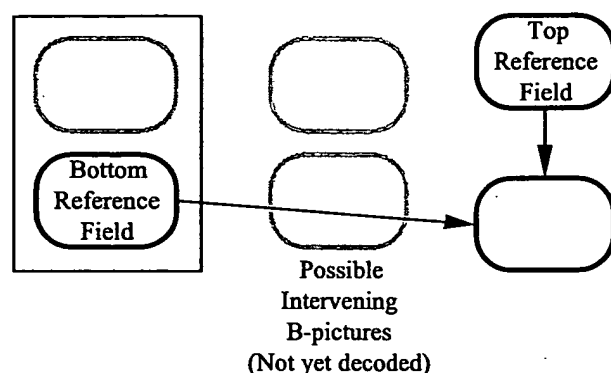 Top
Reference
Field
Bottom
Reference
Field
Possible
Intervening
B-pictures
(Not yet decoded)